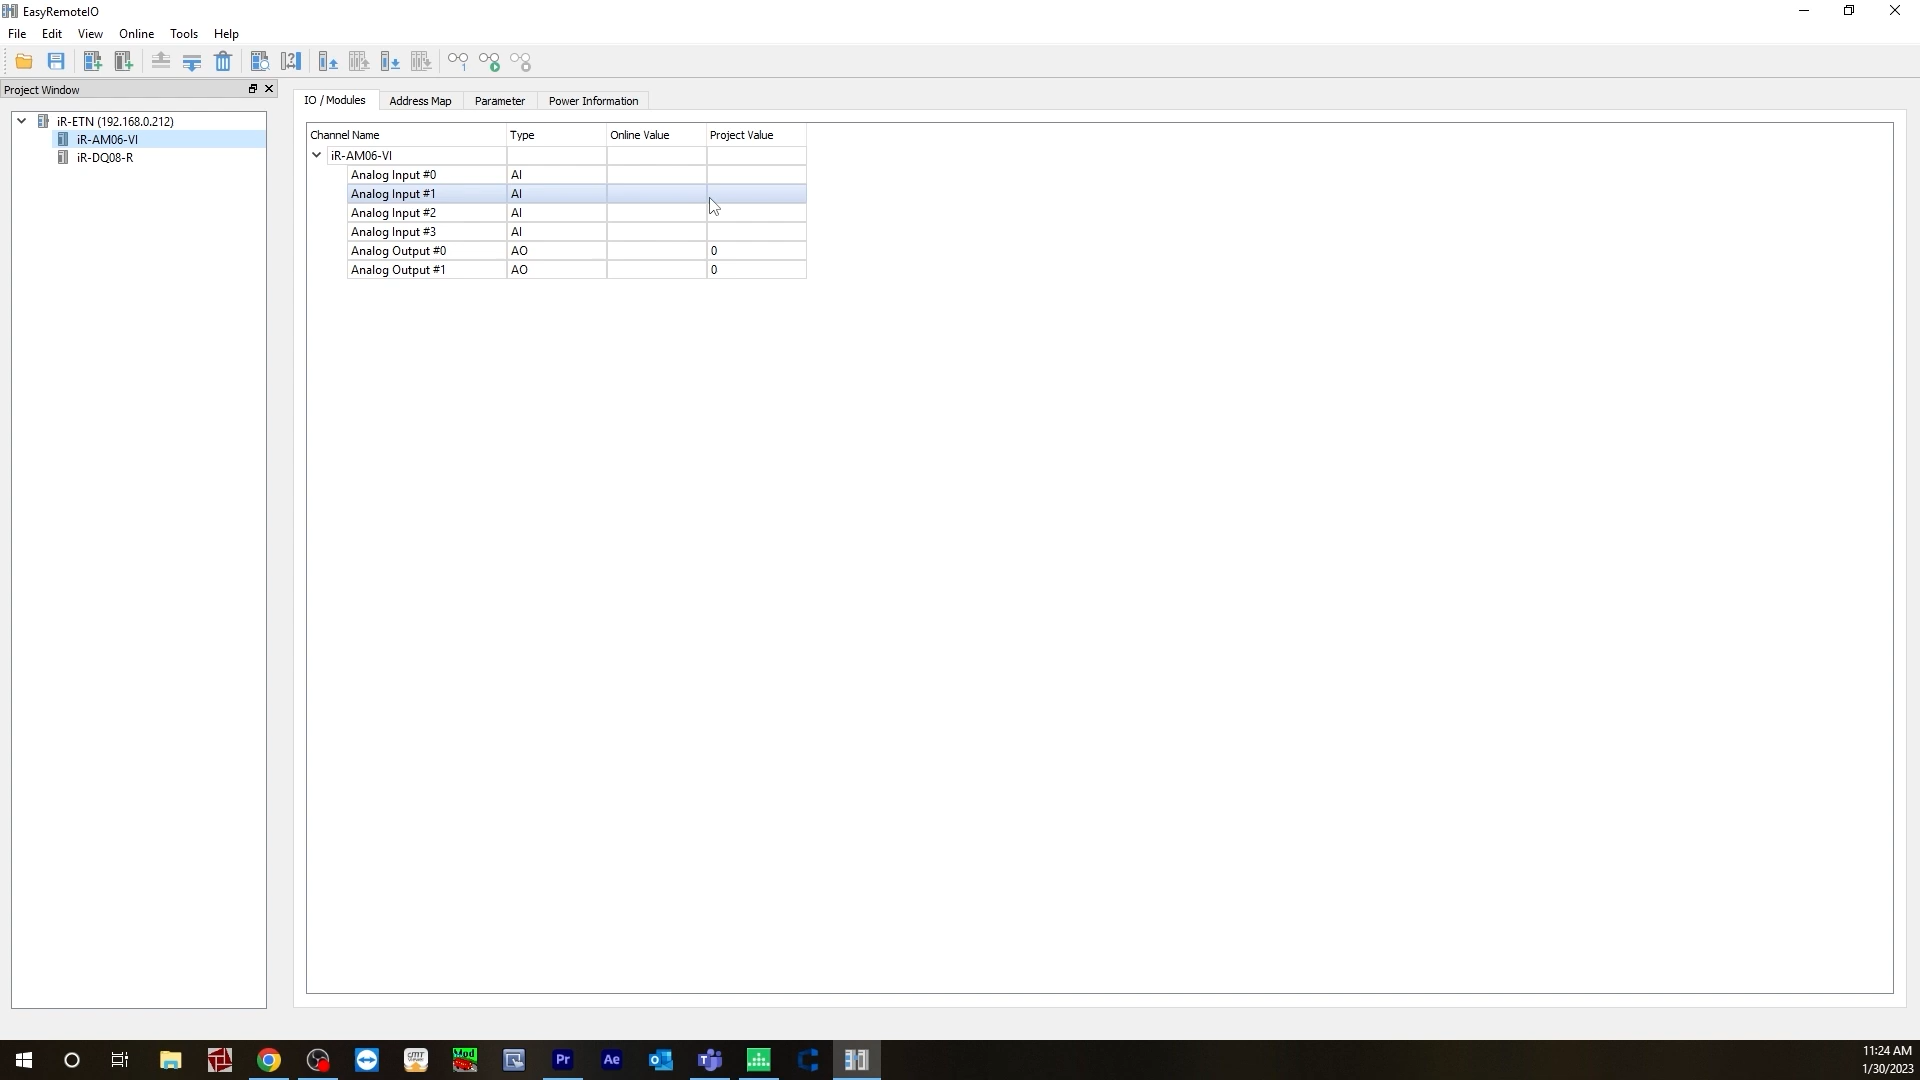 EasyRemoteIO
File Edit View Online Tools Help
Project Window
iR-ETN (192.168.0.212)
iR-AM06-VI
iR-DQ08-R
IO / Modules Address Map Parameter Power Information
Channel Name Type Online Value Project Value
iR-AM06-VI
Analog Input #0 AI
Analog Input #1 AI
Analog Input #2 AI
Analog Input #3 AI
Analog Output #0 AO 0
Analog Output #1 AO 0
Pr Ae
11:24 AM
1/30/2023